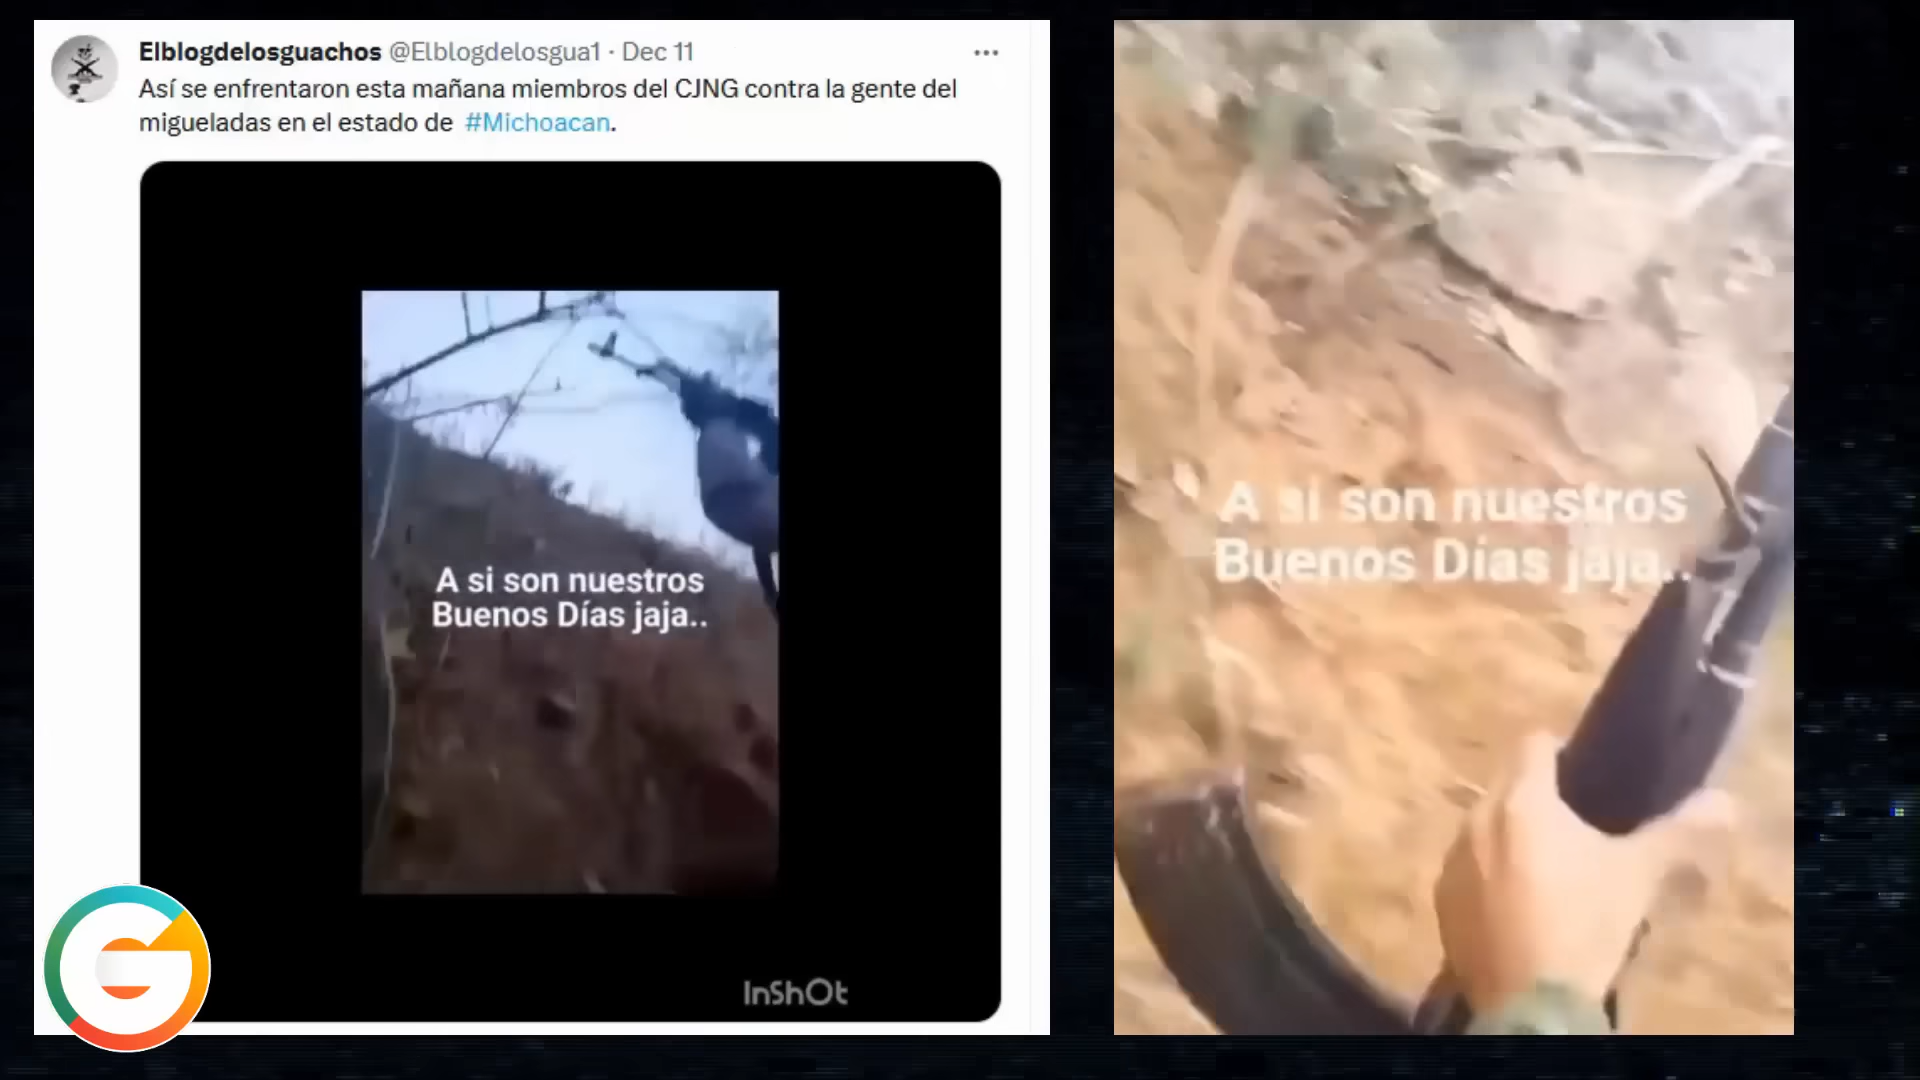 Elblogdelosguachos @Elblogdelosgua1 · Dec 11
Así se enfrentaron esta mañana miembros del CJNG contra la gente del
migueladas en el estado de #Michoacan.
A si son nuestros
Buenos Días jaja..
InShOt
A si son nuestros
Buenos Días jaja..
G